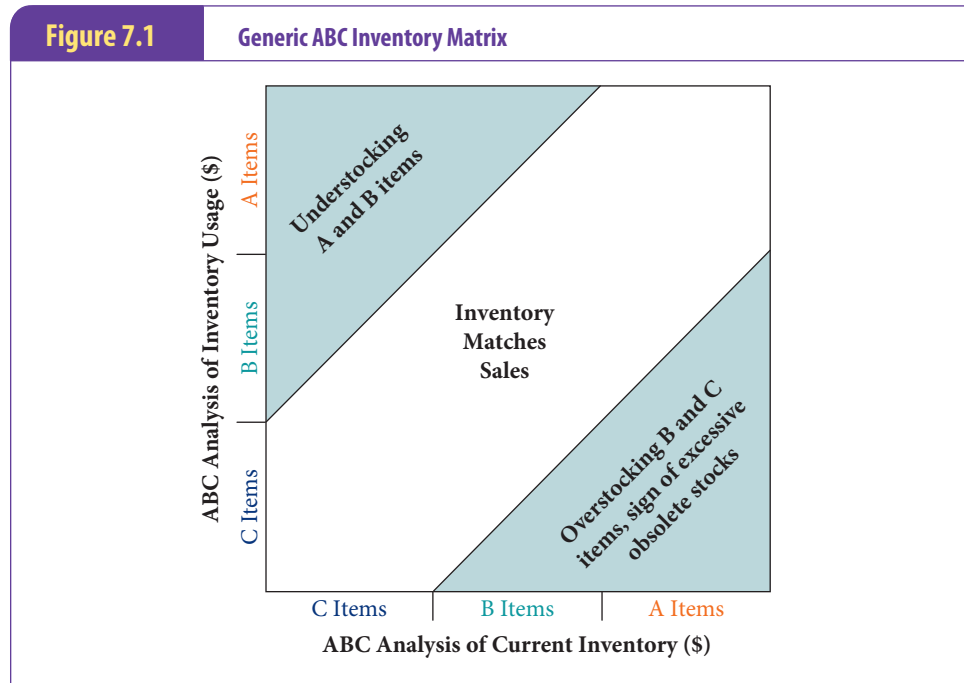 Figure 7.1
Generic ABC Inventory Matrix
ABC Analysis of Inventory Usage ($)
A Items
B Items
C Items
Understocking
A and B items
Inventory
Matches
Sales
Overstocking B and C
items, sign of excessive
obsolete stocks
C Items
B Items
A Items
ABC Analysis of Current Inventory ($)